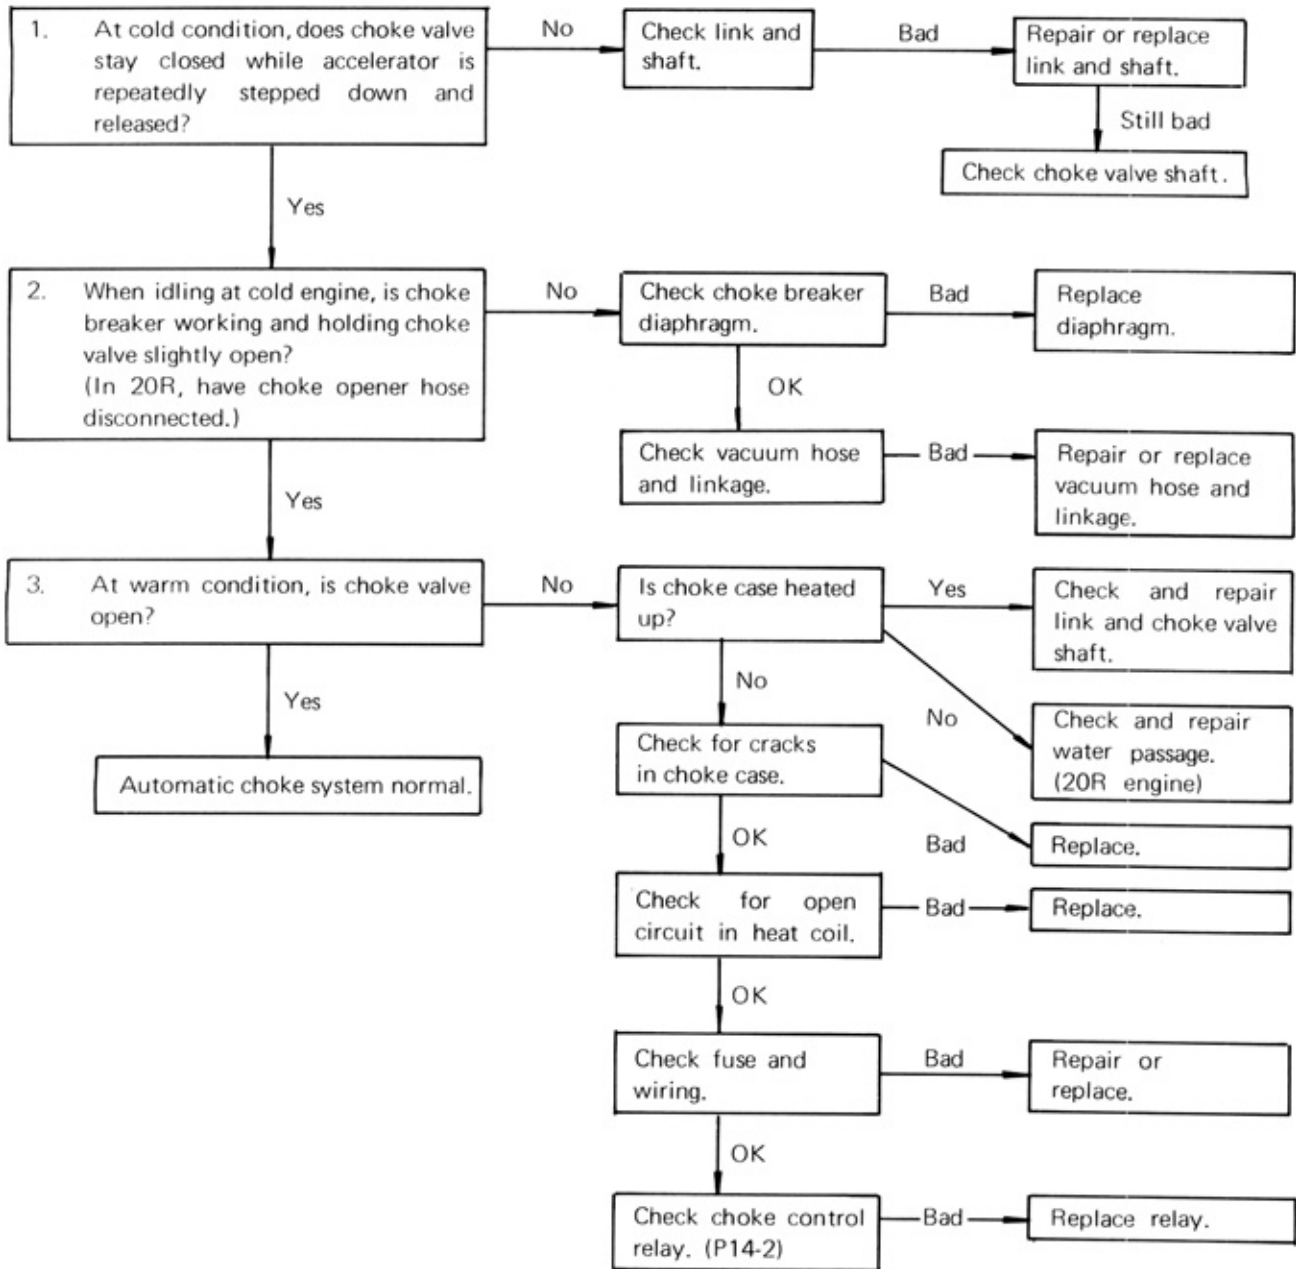 1. At cold condition, does choke valve
stay closed while accelerator is
repeatedly stepped down and
released?
No
Check link and
shaft.
Bad
Repair or replace
link and shaft.
Still bad
Check choke valve shaft.
Yes
2. When idling at cold engine, is choke
breaker working and holding choke
valve slightly open?
(In 20R, have choke opener hose
disconnected.)
No
Check choke breaker
diaphragm.
Bad
Replace
diaphragm.
OK
Check vacuum hose
and linkage.
Bad
Repair or replace
vacuum hose and
linkage.
Yes
3. At warm condition, is choke valve
open?
No
Is choke case heated
up?
Yes
Check and repair
link and choke valve
shaft.
No
No
Check and repair
water passage.
(20R engine)
Yes
Automatic choke system normal.
Check for cracks
in choke case.
Bad
Replace.
OK
Check for open
circuit in heat coil.
Bad
Replace.
OK
Check fuse and
wiring.
Bad
Repair or
replace.
OK
Check choke control
relay. (P14-2)
Bad
Replace relay.